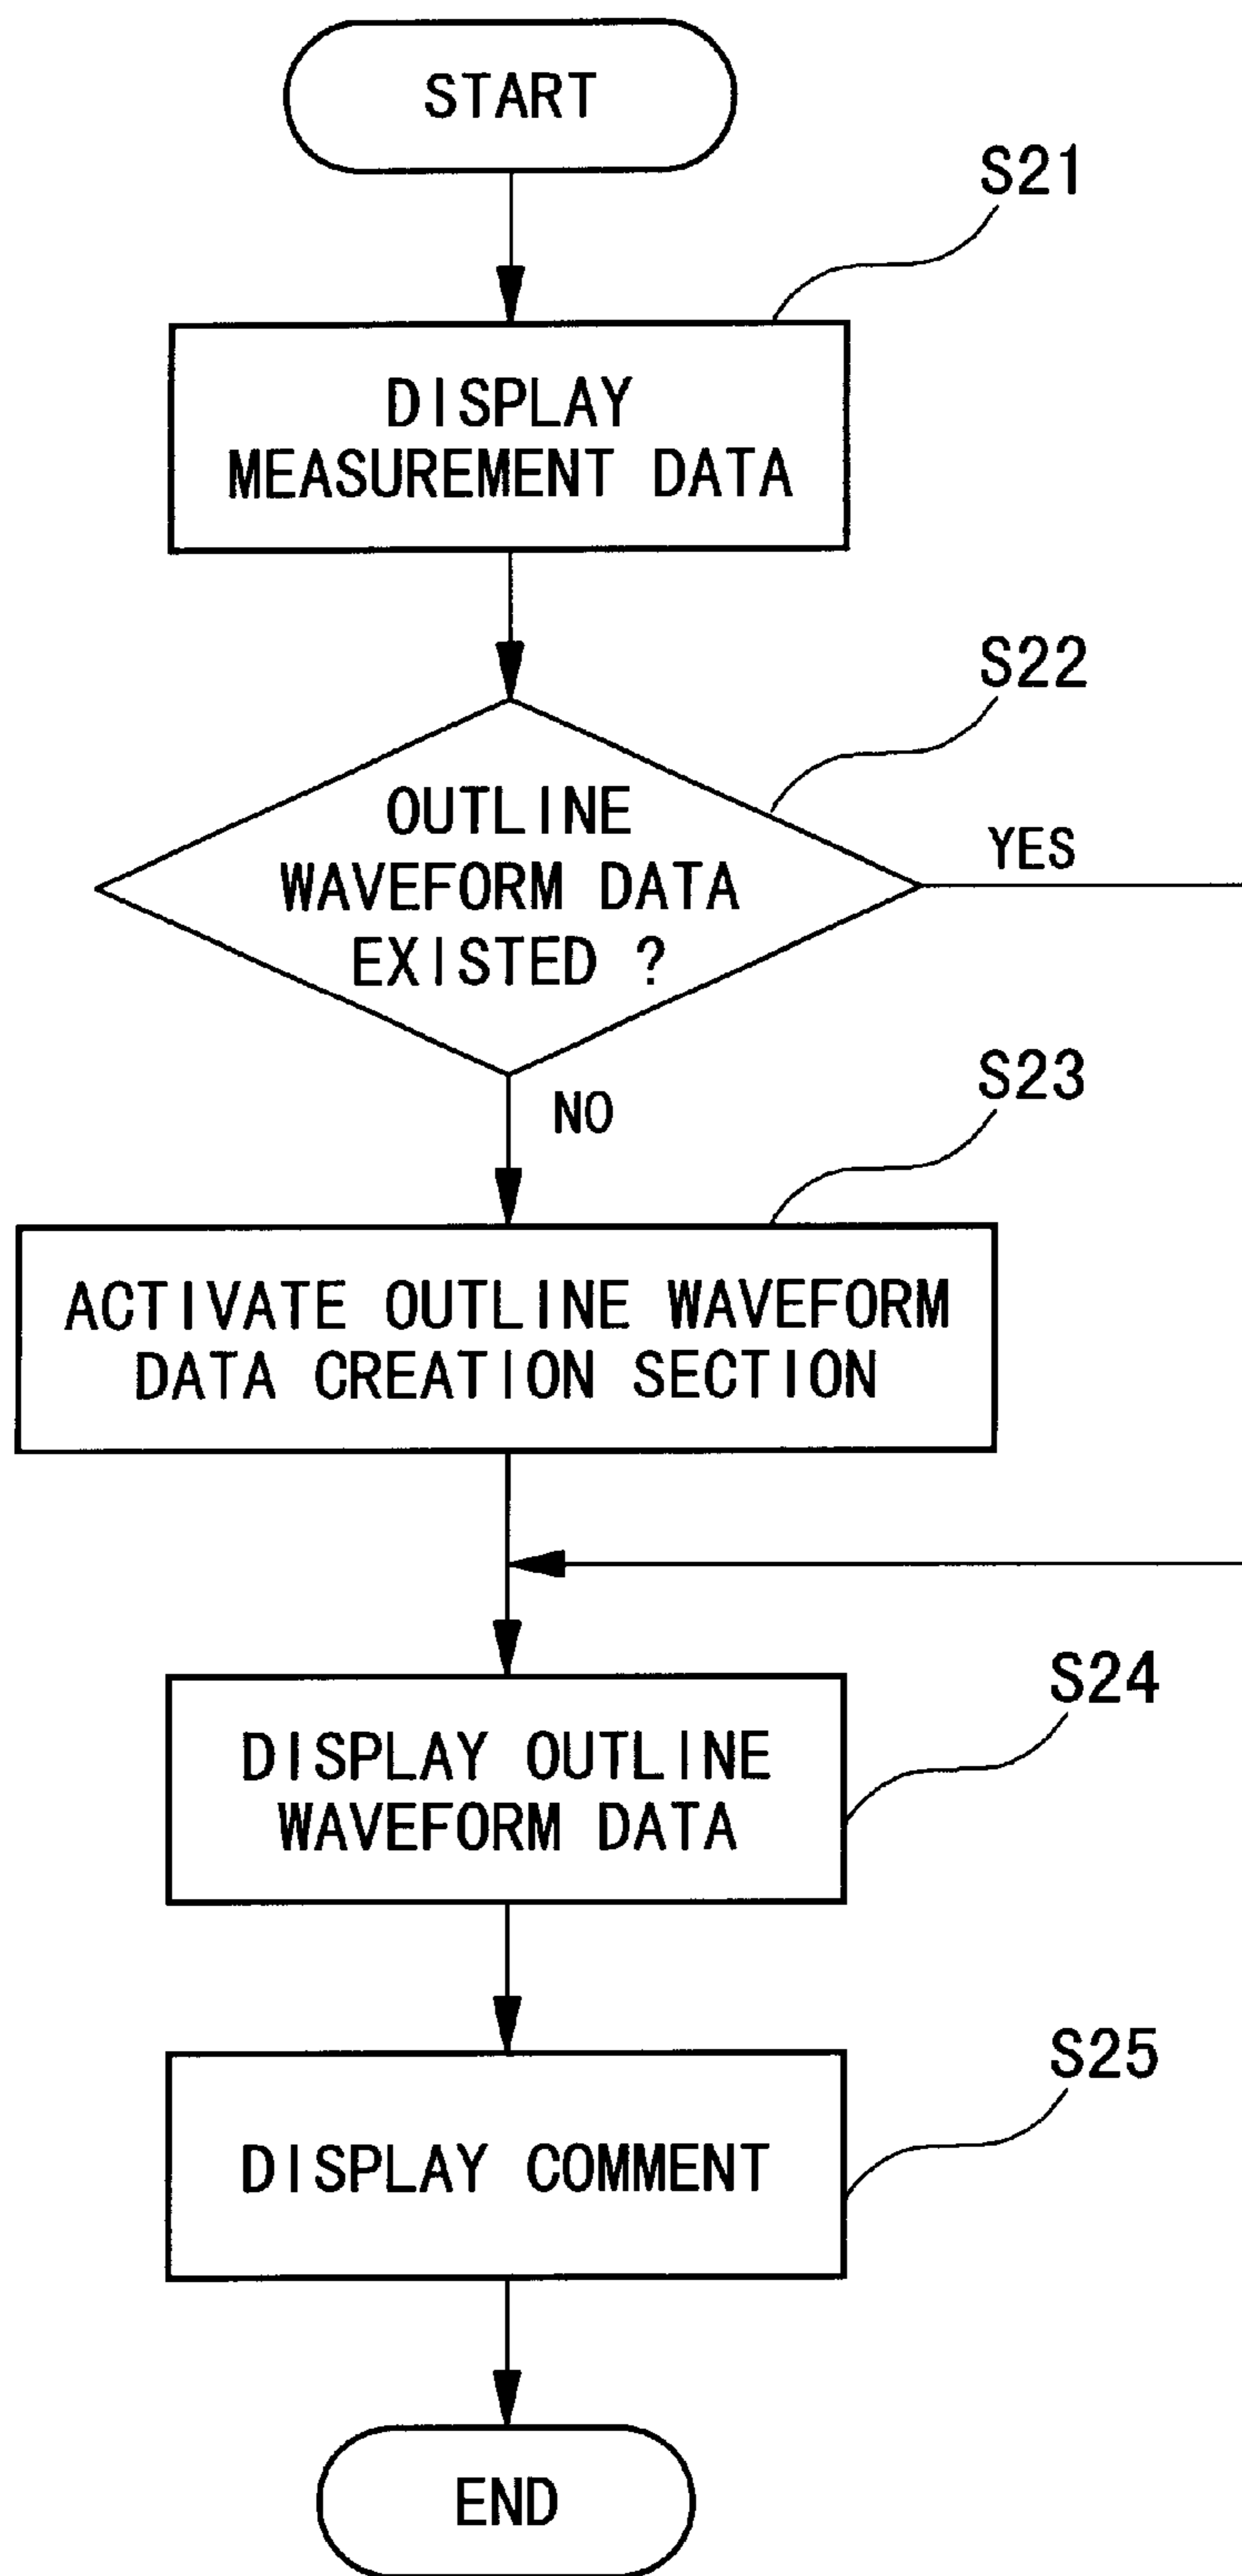 START
S21
DISPLAY
MEASUREMENT DATA
S22
OUTLINE
WAVEFORM DATA
EXISTED ?
YES
NO
S23
ACTIVATE OUTLINE WAVEFORM
DATA CREATION SECTION
S24
DISPLAY OUTLINE
WAVEFORM DATA
S25
DISPLAY COMMENT
END